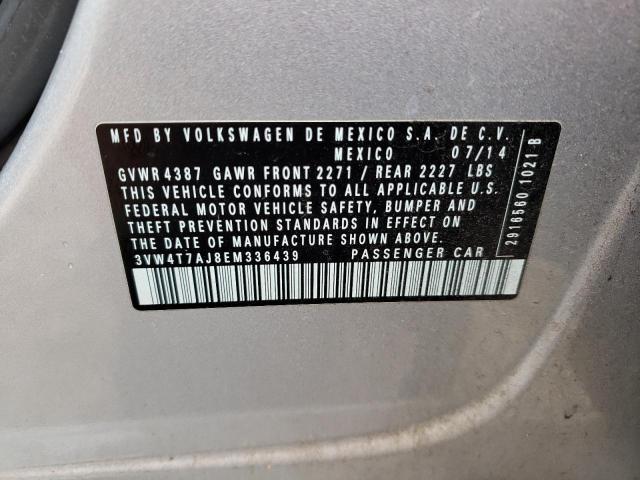 MFD BY VOLKSWAGEN DE MEXICO S.A. DE C.V.
MEXICO 07/14
GVWR 4387 GAWR FRONT 2271 / REAR 2227 LBS
THIS VEHICLE CONFORMS TO ALL APPLICABLE U.S.
FEDERAL MOTOR VEHICLE SAFETY, BUMPER AND
THEFT PREVENTION STANDARDS IN EFFECT ON
THE DATE OF MANUFACTURE SHOWN ABOVE
3VW4T7AJ8EM336439 PASSENGER CAR
2916560 1021 B